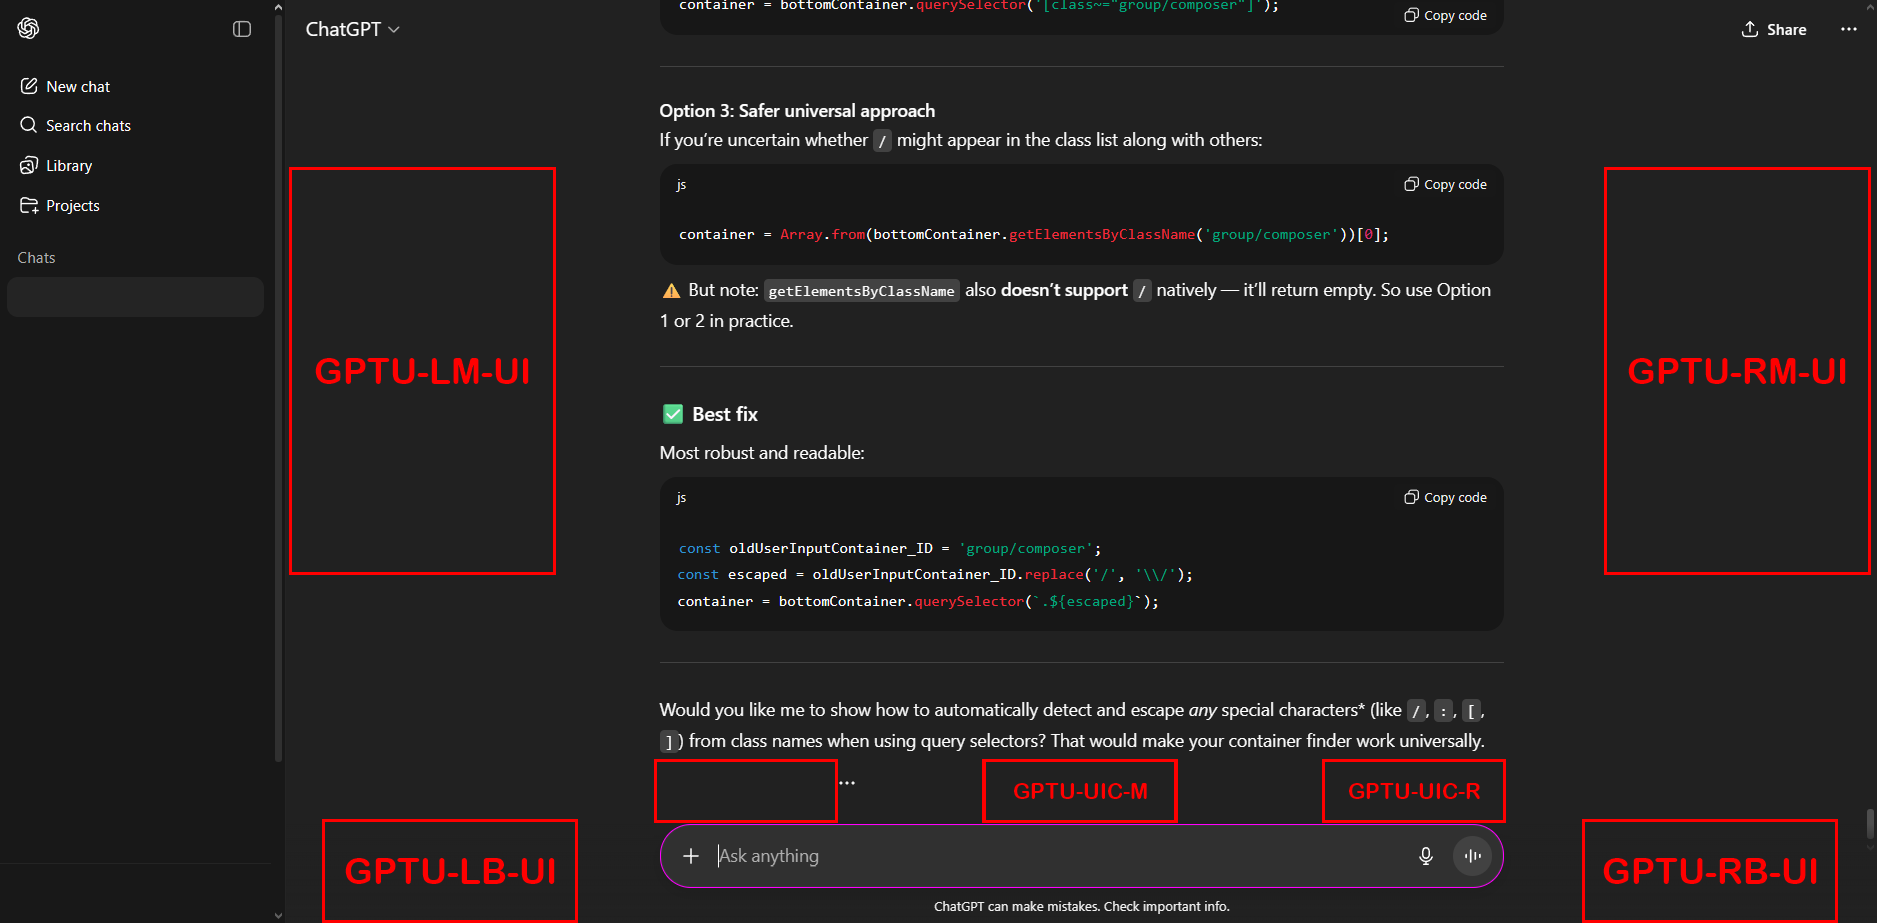 ChatGPT
Share
New chat
Search chats
Library
Projects
Chats
container = bottomContainer.querySelector('[class~="group/composer"]');
Copy code
Option 3: Safer universal approach
If you’re uncertain whether / might appear in the class list along with others:
js
Copy code
container = Array.from(bottomContainer.getElementsByClassName('group/composer'))[0];
⚠️ But note: getElementsByClassName also doesn’t support / natively — it’ll return empty. So use Option
1 or 2 in practice.
✅ Best fix
Most robust and readable:
js
Copy code
const oldUserInputContainer_ID = 'group/composer';
const escaped = oldUserInputContainer_ID.replace('/', '\\/');
container = bottomContainer.querySelector(`.${escaped}`);
Would you like me to show how to automatically detect and escape any special characters* (like /, :, [,
]) from class names when using query selectors? That would make your container finder work universally.
GPTU-LM-UI
GPTU-RM-UI
GPTU-UIC-M
GPTU-UIC-R
GPTU-LB-UI
Ask anything
GPTU-RB-UI
ChatGPT can make mistakes. Check important info.